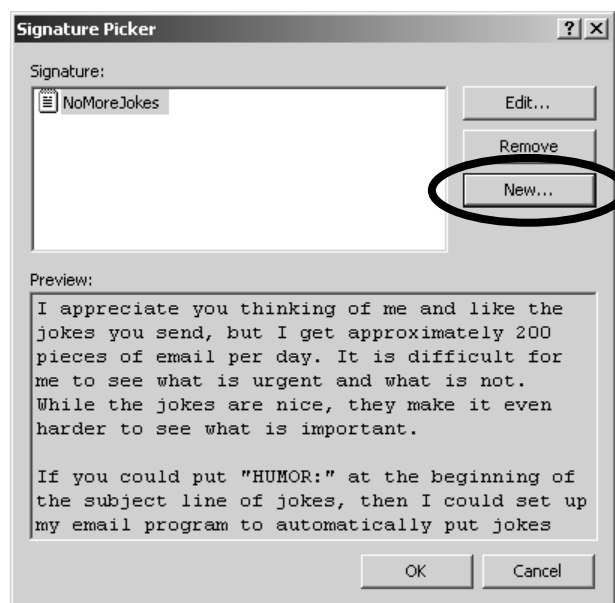 Signature Picker
Signature:
NoMoreJokes
Edit...
Remove
New...
Preview:
I appreciate you thinking of me and like the
jokes you send, but I get approximately 200
pieces of email per day. It is difficult for
me to see what is urgent and what is not.
While the jokes are nice, they make it even
harder to see what is important.
If you could put "HUMOR:" at the beginning of
the subject line of jokes, then I could set up
my email program to automatically put jokes
OK
Cancel